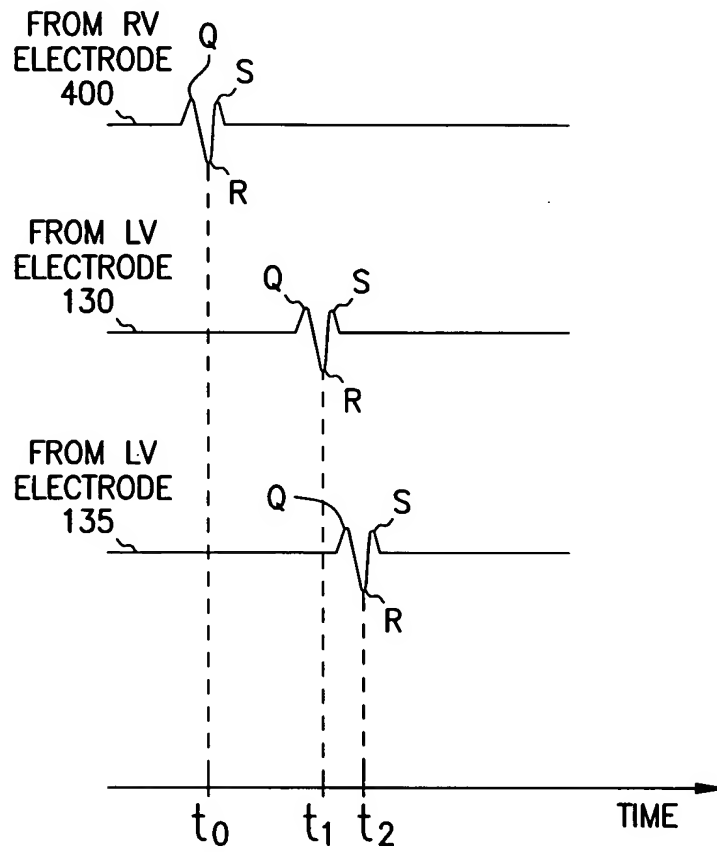 FROM RV
ELECTRODE
400
Q
S
R
FROM LV
ELECTRODE
130
Q
S
R
FROM LV
ELECTRODE
135
Q
S
R
t0
t1
t2
TIME